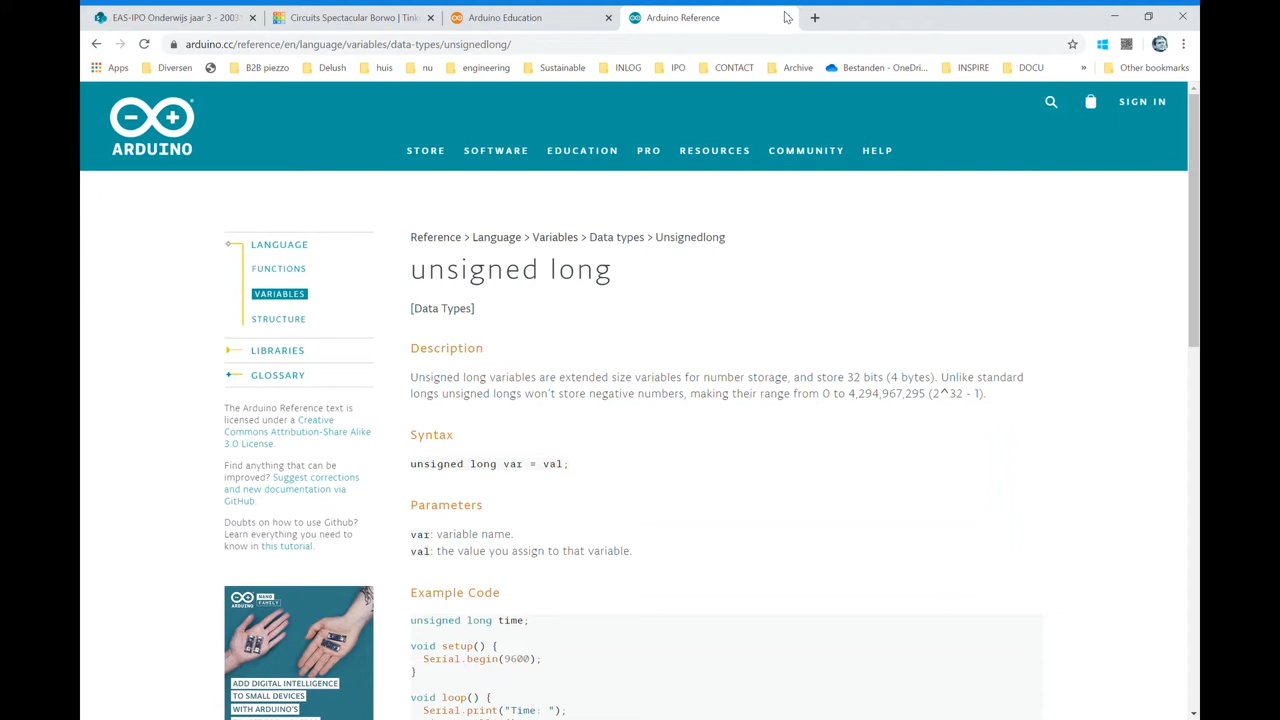 EAS-IPO Onderwijs jaar 3 - 2003
Circuits Spectacular Borwo | Tink
Arduino Education
Arduino Reference
arduino.cc/reference/en/language/variables/data-types/unsignedlong/
Apps Diversen B2B piezzo Delush huis nu engineering Sustainable INLOG IPO CONTACT Archive Bestanden - OneDri... INSPIRE DOCU » Other bookmarks
SIGN IN
ARDUINO
STORE SOFTWARE EDUCATION PRO RESOURCES COMMUNITY HELP
LANGUAGE
FUNCTIONS
VARIABLES
STRUCTURE
LIBRARIES
GLOSSARY
The Arduino Reference text is
licensed under a Creative
Commons Attribution-Share Alike
3.0 License.
Find anything that can be
improved? Suggest corrections
and new documentation via
GitHub.
Doubts on how to use Github?
Learn everything you need to
know in this tutorial.
ARDUINO NANO
FAMILY
ADD DIGITAL INTELLIGENCE
TO SMALL DEVICES
WITH ARDUINO'S
Reference > Language > Variables > Data types > Unsignedlong
unsigned long
[Data Types]
Description
Unsigned long variables are extended size variables for number storage, and store 32 bits (4 bytes). Unlike standard
longs unsigned longs won't store negative numbers, making their range from 0 to 4,294,967,295 (2^32 - 1).
Syntax
unsigned long var = val;
Parameters
var: variable name.
val: the value you assign to that variable.
Example Code
unsigned long time;
void setup() {
Serial.begin(9600);
}
void loop() {
Serial.print("Time: ");